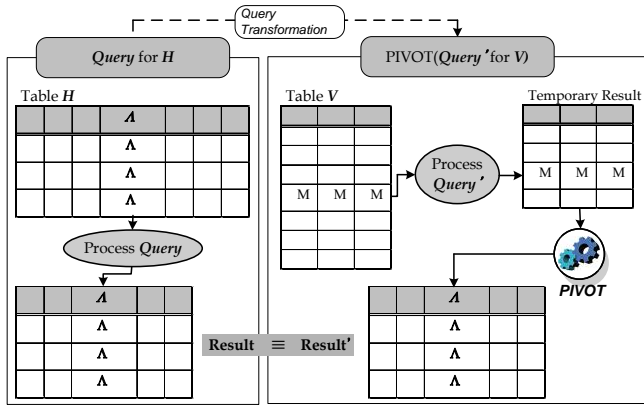 Query
Transformation
Query for H
PIVOT(Query′ for V)
Table H
Λ
Λ
Λ
Λ
Process Query
Λ
Λ
Λ
Λ
Table V
M M M
Process
Query′
Temporary Result
M M M
PIVOT
Λ
Λ
Λ
Λ
Result ≡ Result′